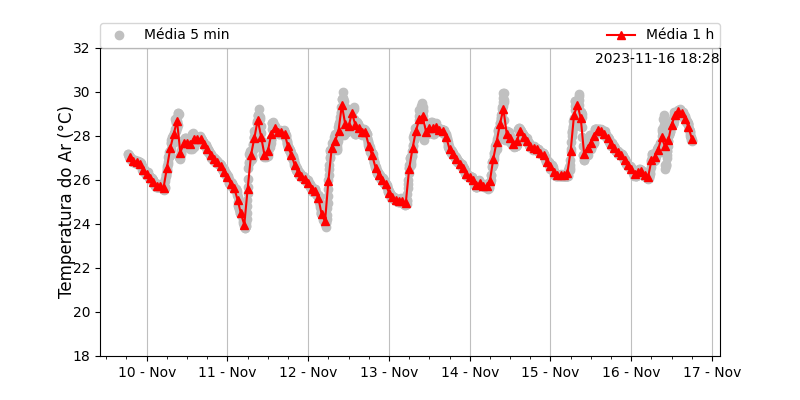 Média 5 min
Média 1 h
2023-11-16 18:28
Temperatura do Ar (°C)
32
30
28
26
24
22
20
18
10 - Nov
11 - Nov
12 - Nov
13 - Nov
14 - Nov
15 - Nov
16 - Nov
17 - Nov